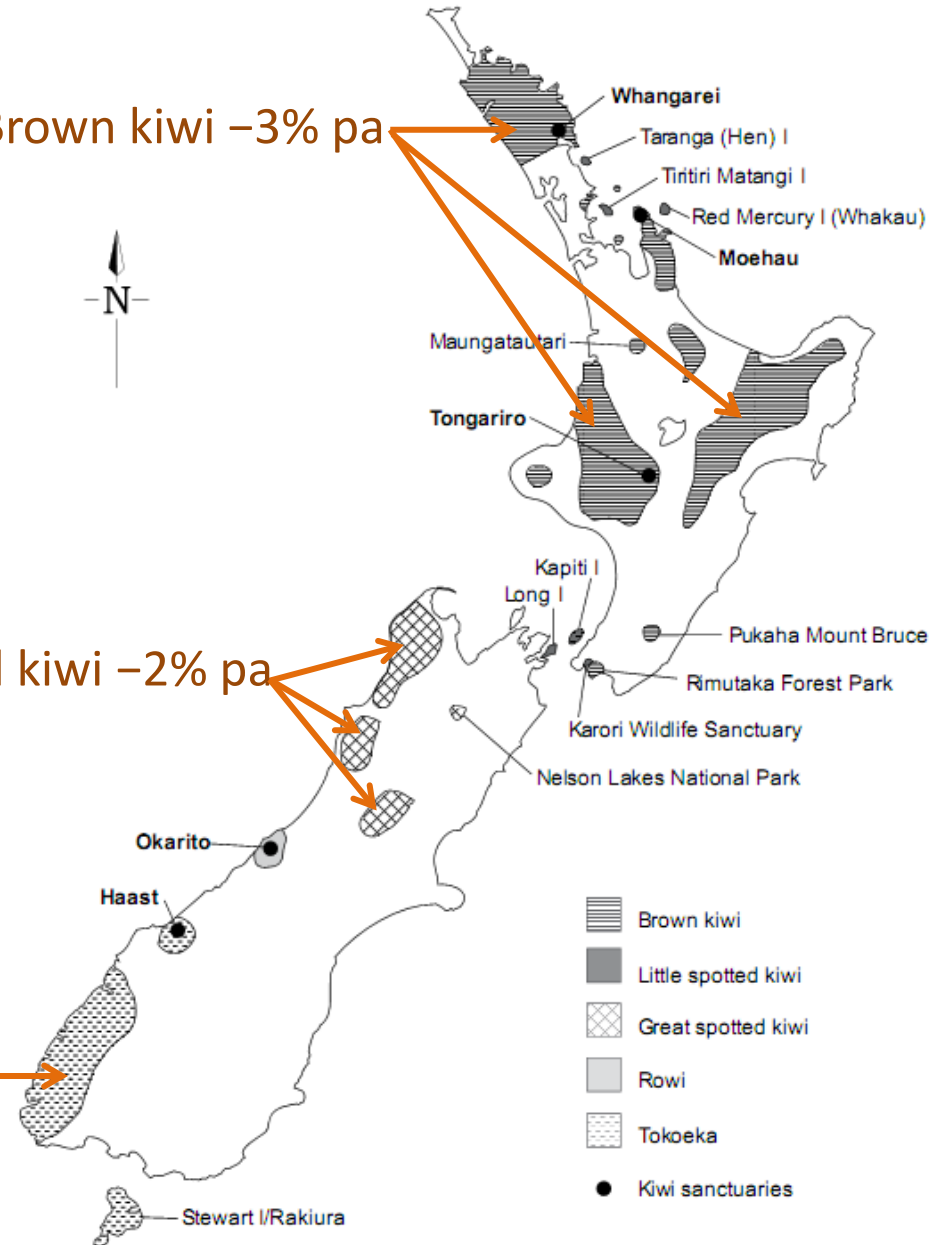 Brown kiwi −3% pa
Whangarei
Taranga (Hen) I
Tiritiri Matangi I
Red Mercury I (Whakau)
Moehau
N
Maungatautari
Tongariro
Kapiti I
Long I
Pukaha Mount Bruce
kiwi −2% pa
Rimutaka Forest Park
Karori Wildlife Sanctuary
Nelson Lakes National Park
Okarito
Haast
Brown kiwi
Little spotted kiwi
Great spotted kiwi
Rowi
Tokoeka
Kiwi sanctuaries
Stewart I/Rakiura